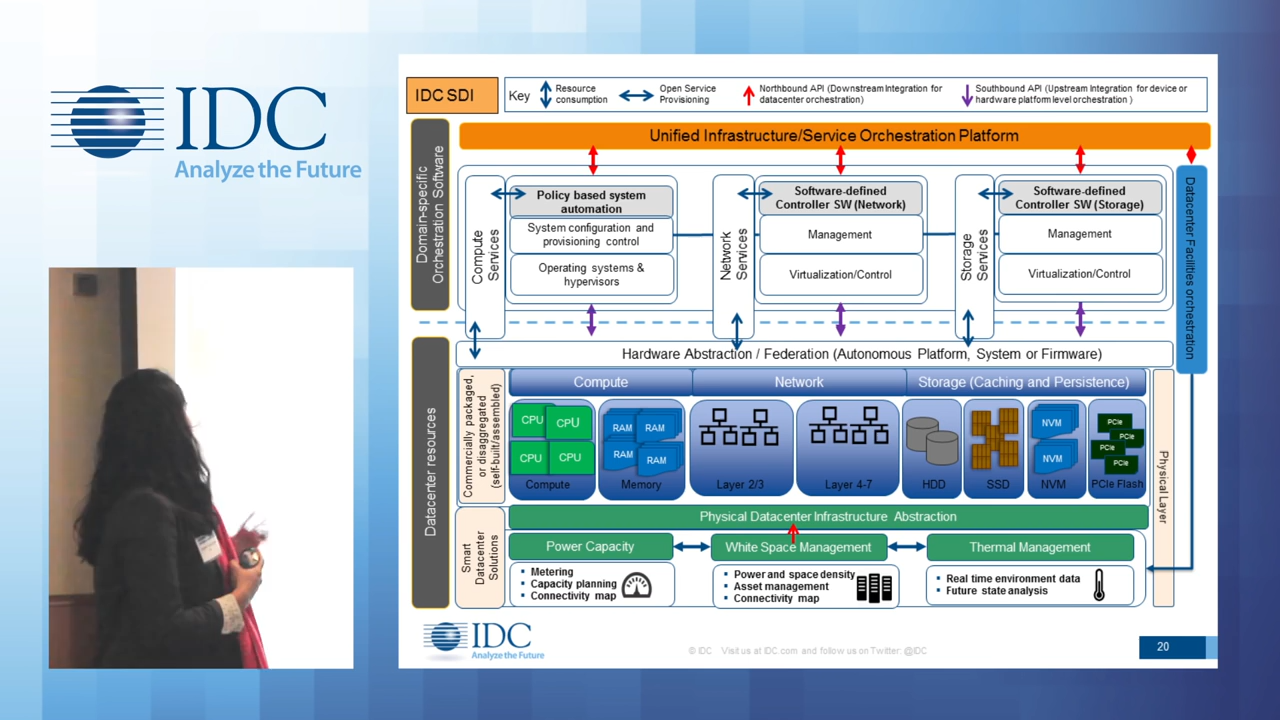 IDC
Analyze the Future
IDC SDI
Key
Resource
consumption
Open Service
Provisioning
Northbound API (Downstream Integration for
datacenter orchestration)
Southbound API (Upstream Integration for device or
hardware platform level orchestration )
Unified Infrastructure/Service Orchestration Platform
Domain-specific
Orchestration Software
Compute
Services
Policy based system
automation
System configuration and
provisioning control
Operating systems &
hypervisors
Network
Services
Software-defined
Controller SW (Network)
Management
Virtualization/Control
Storage
Services
Software-defined
Controller SW (Storage)
Management
Virtualization/Control
Datacenter Facilities orchestration
Hardware Abstraction / Federation (Autonomous Platform, System or Firmware)
Datacenter resources
Commercially packaged,
or disaggregated
(self-built/assembled)
Compute
Network
Storage (Caching and Persistence)
CPU
CPU
CPU
CPU
Compute
RAM
RAM
RAM
RAM
Memory
Layer 2/3
Layer 4-7
HDD
SSD
NVM
NVM
NVM
PCIe
PCIe
PCIe
PCIe
PCIe Flash
Physical Layer
Smart
Datacenter
Solutions
Physical Datacenter Infrastructure Abstraction
Power Capacity
White Space Management
Thermal Management
▪ Metering
▪ Capacity planning
▪ Connectivity map
▪ Power and space density
▪ Asset management
▪ Connectivity map
▪ Real time environment data
▪ Future state analysis
IDC
Analyze the Future
© IDC Visit us at IDC.com and follow us on Twitter: @IDC
20